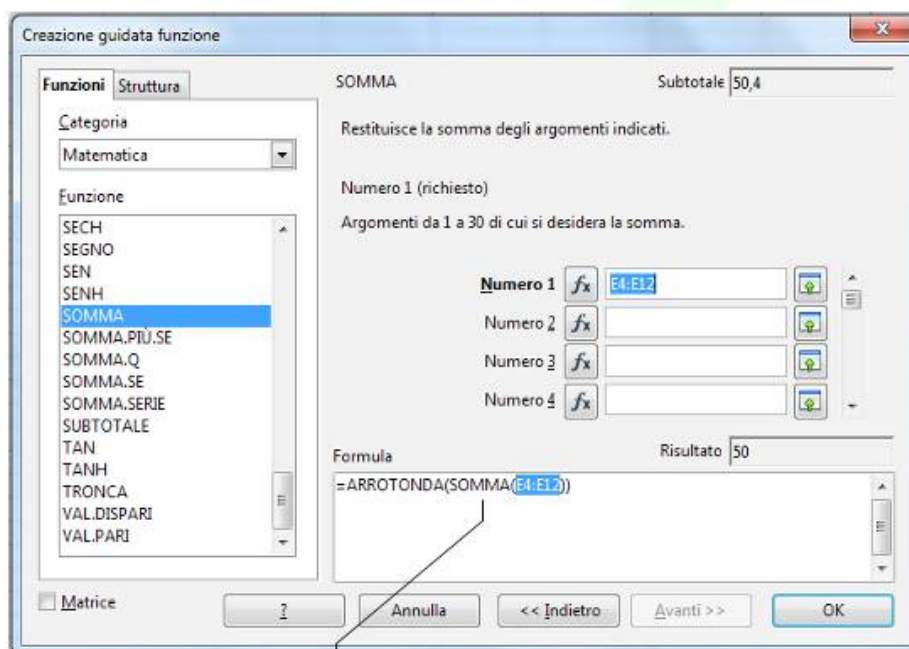 Creazione guidata funzione
x
Funzioni Struttura
Categoria
Matematica
Funzione
SECH
SEGNO
SEN
SENH
SOMMA
SOMMA.PIÙ.SE
SOMMA.Q
SOMMA.SE
SOMMA.SERIE
SUBTOTALE
TAN
TANH
TRONCA
VAL.DISPARI
VAL.PARI
SOMMA Subtotale 50,4
Restituisce la somma degli argomenti indicati.
Numero 1 (richiesto)
Argomenti da 1 a 30 di cui si desidera la somma.
Numero 1 fx E4:E12
Numero 2 fx
Numero 3 fx
Numero 4 fx
Formula Risultato 50
=ARROTONDA(SOMMA(E4:E12))
Matrice ? Annulla << Indietro Avanti >> OK